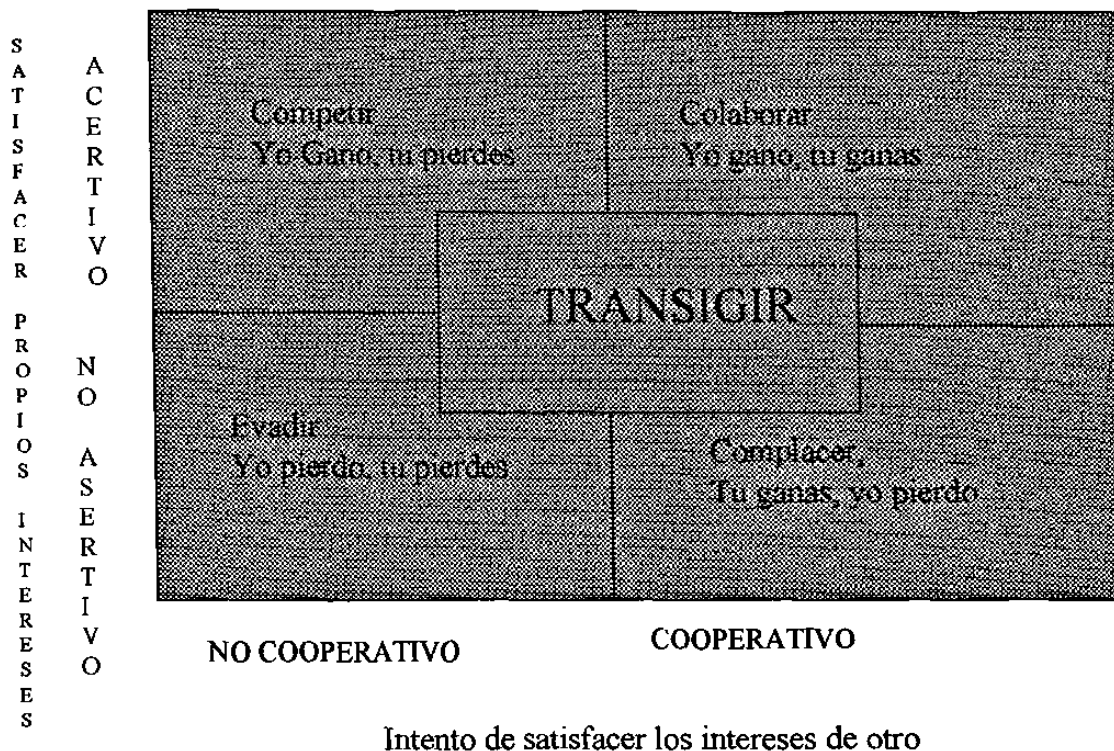 SATISFACER PROPIOS INTERESES
ACERTIVO NO ASERTIVO
Competir
Yo Gano, tu pierdes
Colaborar
Yo gano, tu ganas
TRANSIGIR
Evadir
Yo pierdo, tu pierdes
Complacer,
Tu ganas, yo pierdo
NO COOPERATIVO
COOPERATIVO
Intento de satisfacer los intereses de otro